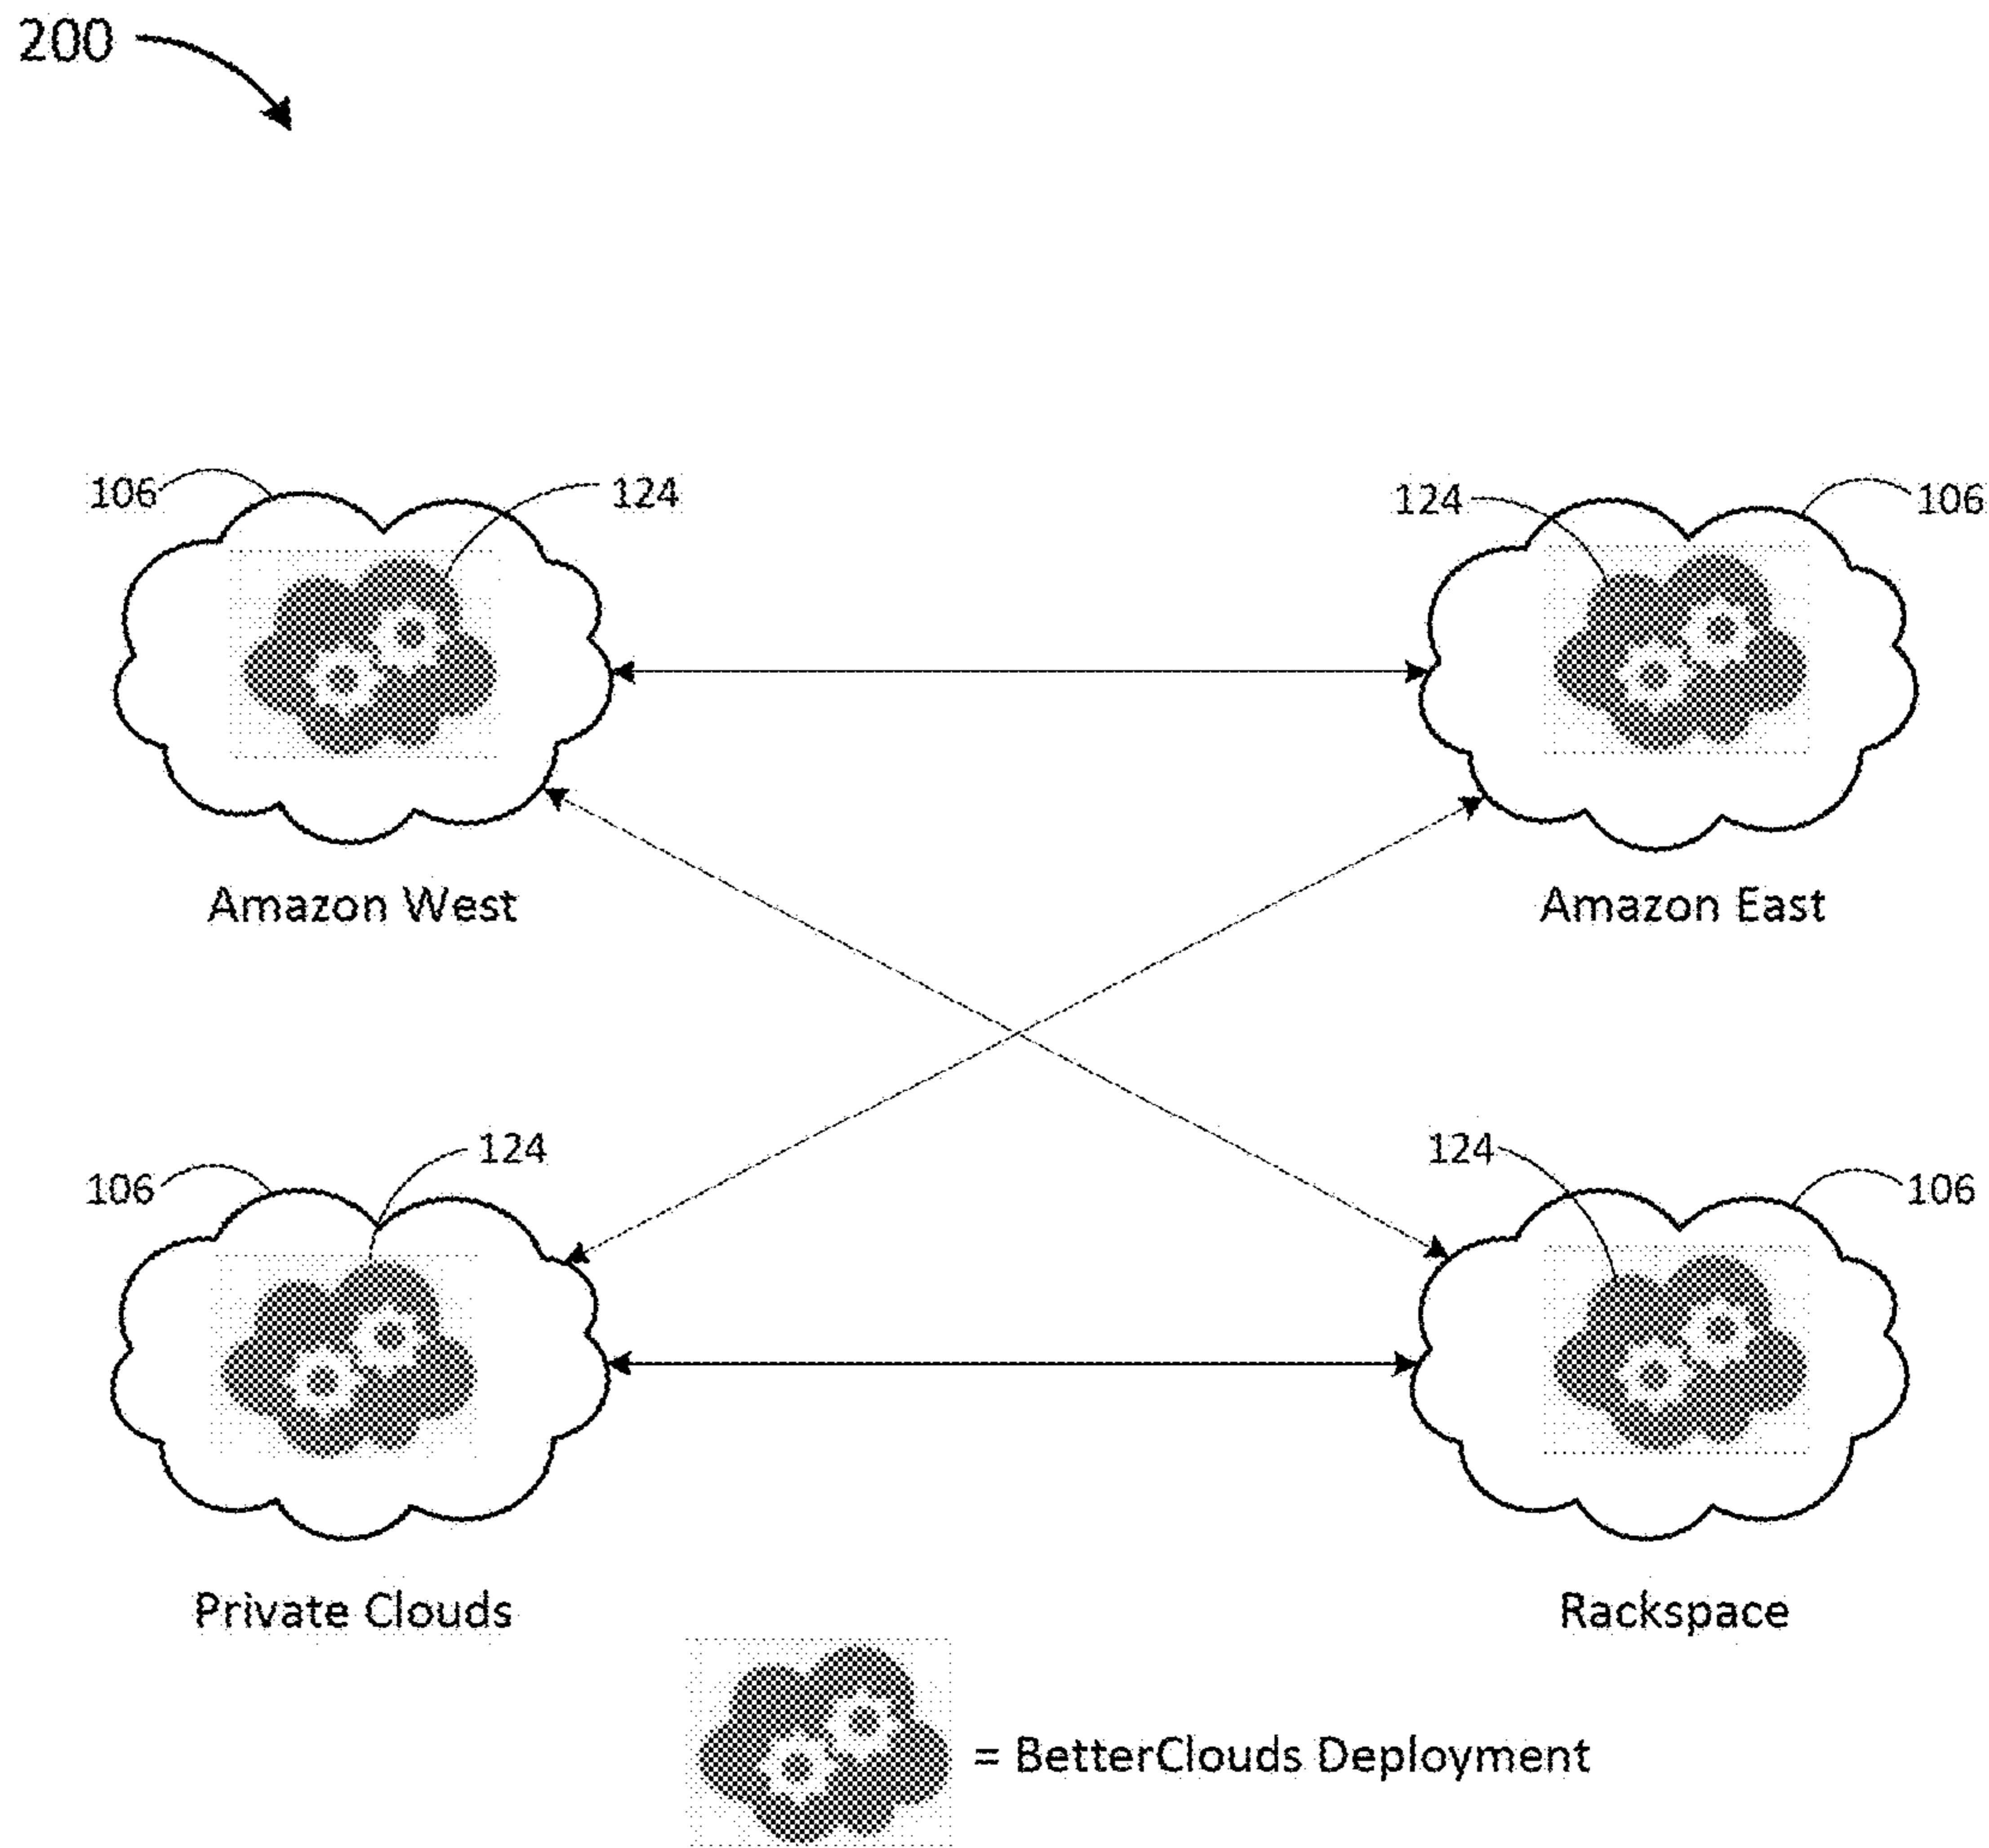 200
106
124
124
106
Amazon West
Amazon East
106
124
124
106
Private Clouds
Rackspace
= BetterClouds Deployment